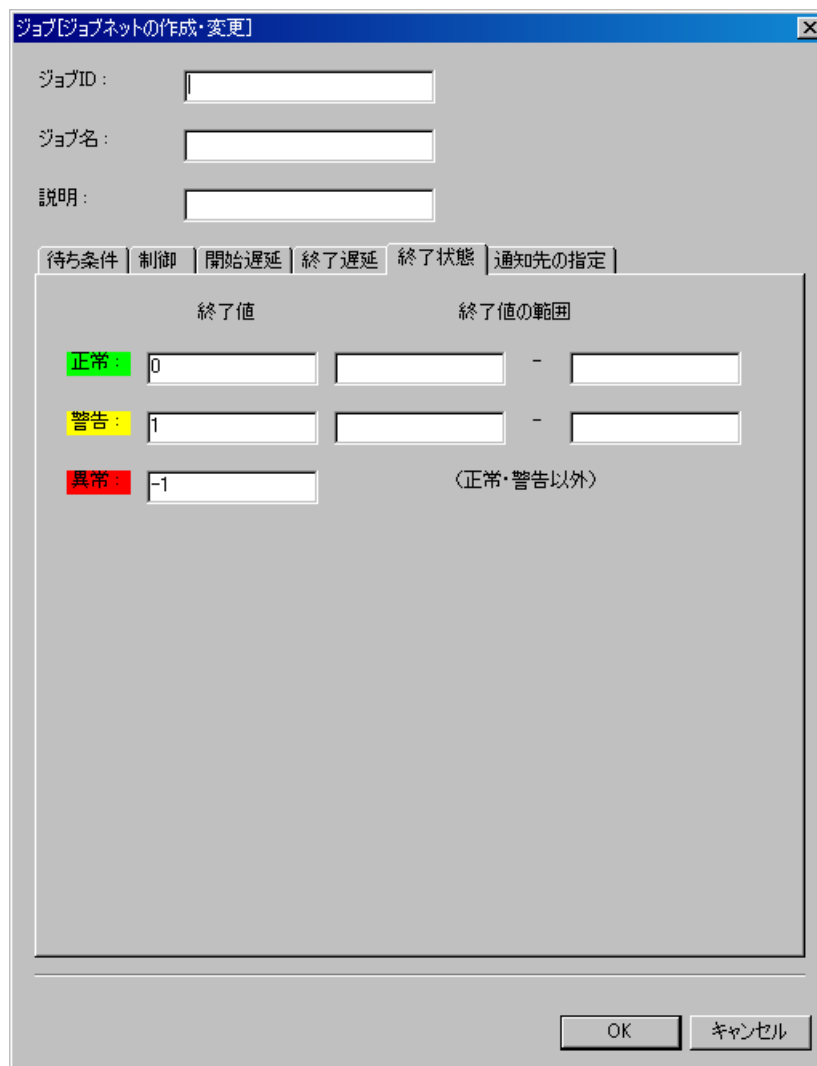 ジョブ[ジョブネットの作成・変更]
ジョブID：
ジョブ名：
説明：
待ち条件 制御 開始遅延 終了遅延 終了状態 通知先の指定
終了値 終了値の範囲
正常： 0 -
警告： 1 -
異常： -1 （正常・警告以外）
OK キャンセル